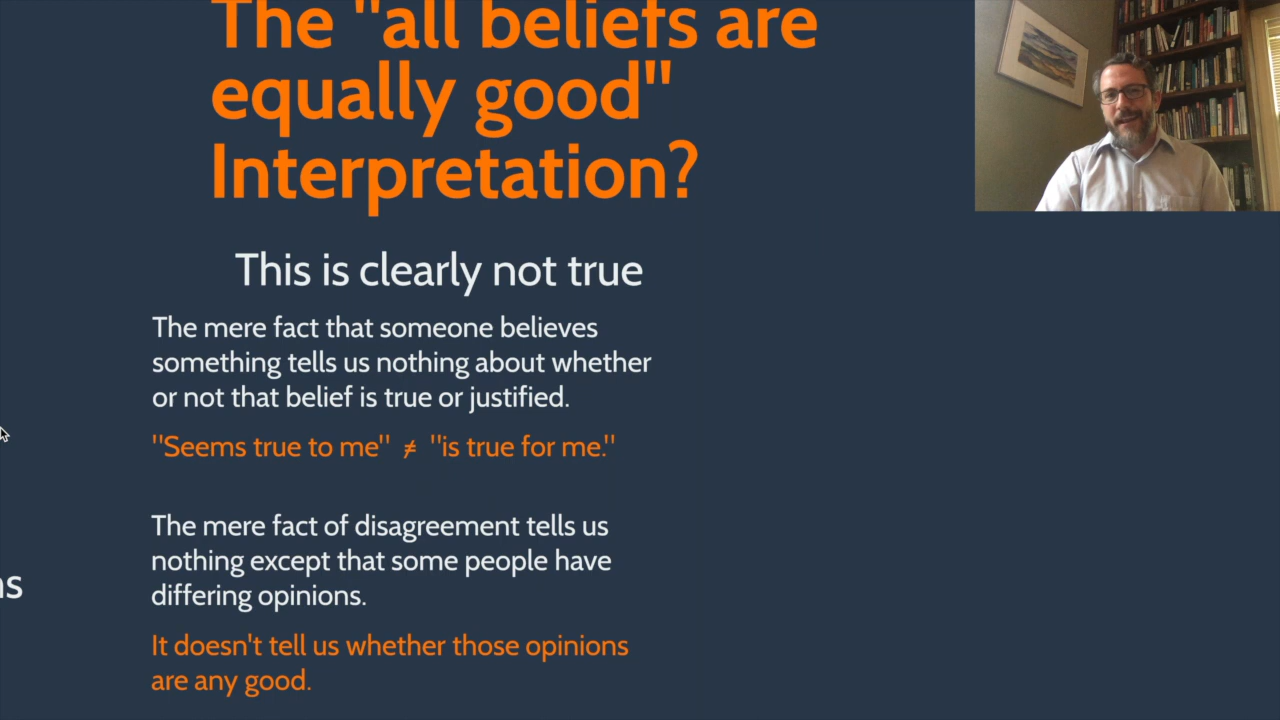 The "all beliefs are
equally good"
Interpretation?
This is clearly not true
The mere fact that someone believes
something tells us nothing about whether
or not that belief is true or justified.
"Seems true to me" ≠ "is true for me."
The mere fact of disagreement tells us
nothing except that some people have
differing opinions.
It doesn't tell us whether those opinions
are any good.